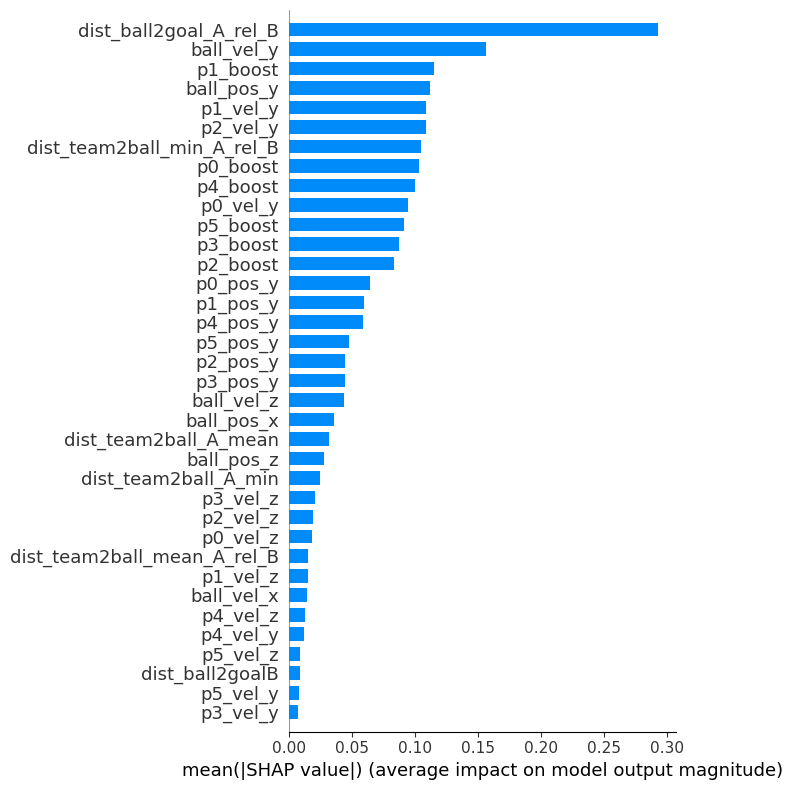 dist_ball2goal_A_rel_B
ball_vel_y
p1_boost
ball_pos_y
p1_vel_y
p2_vel_y
dist_team2ball_min_A_rel_B
p0_boost
p4_boost
p0_vel_y
p5_boost
p3_boost
p2_boost
p0_pos_y
p1_pos_y
p4_pos_y
p5_pos_y
p2_pos_y
p3_pos_y
ball_vel_z
ball_pos_x
dist_team2ball_A_mean
ball_pos_z
dist_team2ball_A_min
p3_vel_z
p2_vel_z
p0_vel_z
dist_team2ball_mean_A_rel_B
p1_vel_z
ball_vel_x
p4_vel_z
p4_vel_y
p5_vel_z
dist_ball2goalB
p5_vel_y
p3_vel_y
0.00 0.05 0.10 0.15 0.20 0.25 0.30
mean(|SHAP value|) (average impact on model output magnitude)